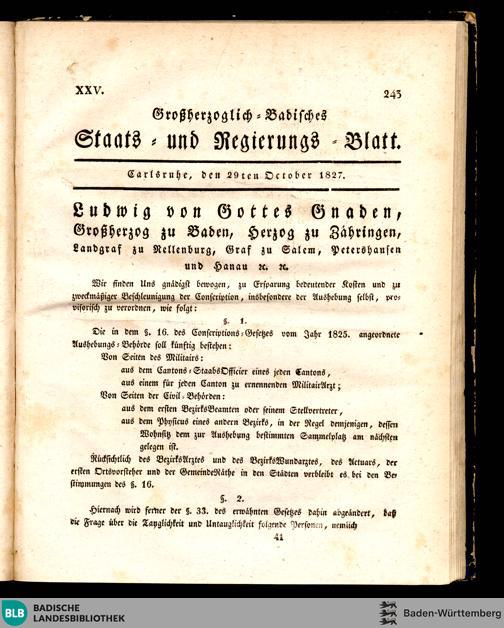 XXV.
243
Großherzoglich-Badisches
Staats- und Regierungs-Blatt.
Carlsruhe, den 29ten October 1827.
Ludwig von Gottes Gnaden,
Großherzog zu Baden, Herzog zu Zähringen,
Landgraf zu Nellenburg, Graf zu Salem, Petershausen
und Hanau ꝛc. ꝛc.
Wir finden Uns gnädigst bewogen, zu Ersparung bedeutender Kosten und zu
zweckmäßiger Beschleunigung der Conscription, insbesondere der Aushebung selbst, pro-
visorisch zu verordnen, wie folgt:
§. 1.
Die in dem §. 16. des Conscriptions-Gesetzes vom Jahr 1825. angeordnete
Aushebungs-Behörde soll künftig bestehen:
Von Seiten des Militairs:
aus dem Cantons-StaabsOfficier eines jeden Cantons,
aus einem für jeden Canton zu ernennenden MilitairArzt;
Von Seiten der Civil-Behörden:
aus dem ersten BezirksBeamten oder seinem Stellvertreter,
aus dem Physicus eines andern Bezirks, in der Regel demjenigen, dessen
Wohnsitz dem zur Aushebung bestimmten Sammelplatz am nächsten
gelegen ist.
Rücksichtlich des BezirksArztes und des BezirksWundarztes, des Actuars, der
ersten Ortsvorsteher und der GemeindeRäthe in den Städten verbleibt es bei den Be-
stimmungen des §. 16.
§. 2.
Hiernach wird ferner der §. 33. des erwähnten Gesetzes dahin abgeändert, daß
die Frage über die Tauglichkeit und Untauglichkeit folgende Personen, nemlich
41
BLB BADISCHE
LANDESBIBLIOTHEK
Baden-Württemberg